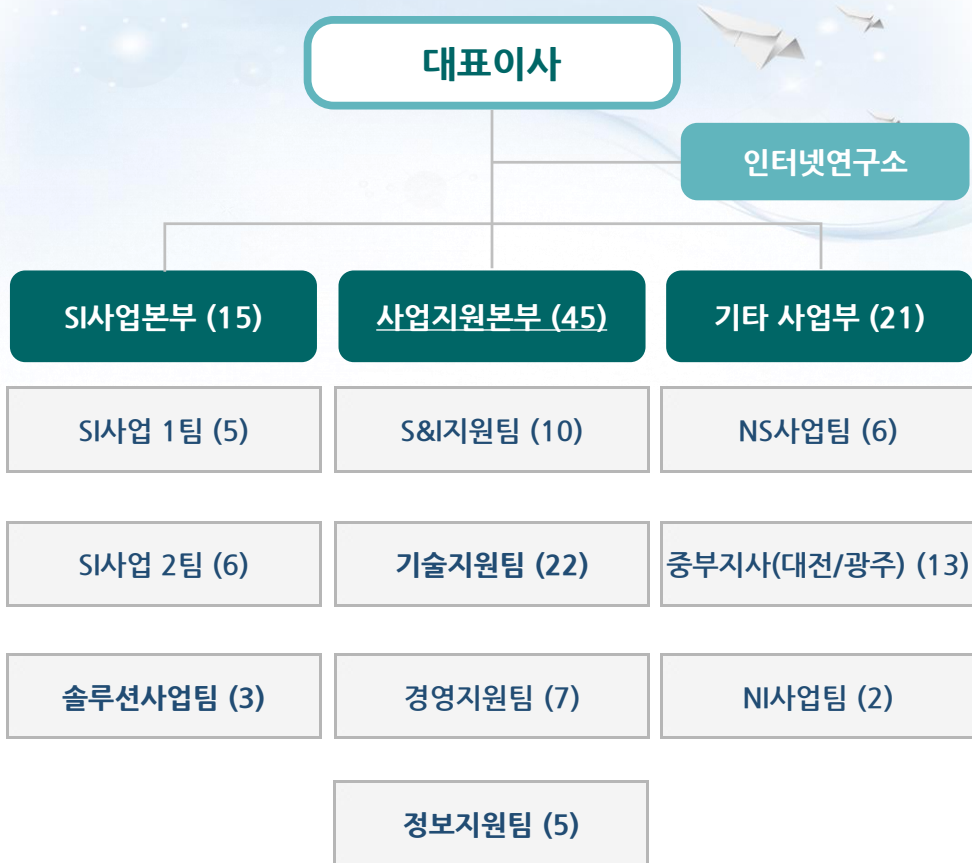 대표이사
인터넷연구소
SI사업본부 (15)
사업지원본부 (45)
기타 사업부 (21)
SI사업 1팀 (5)
S&I지원팀 (10)
NS사업팀 (6)
SI사업 2팀 (6)
기술지원팀 (22)
중부지사(대전/광주) (13)
솔루션사업팀 (3)
경영지원팀 (7)
NI사업팀 (2)
정보지원팀 (5)